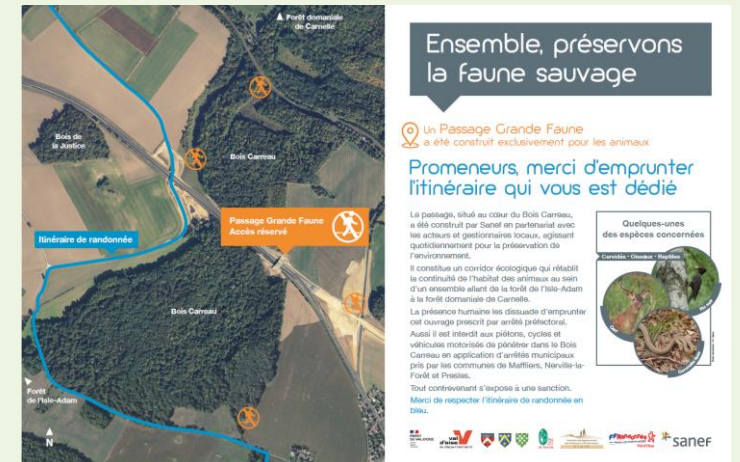 Forêt domaniale
de Carnelle
Bois de
la Justice
Bois Carreau
Passage Grande Faune
Accès réservé
Itinéraire de randonnée
Bois Carreau
Forêt
de l'Isle-Adam
N
Ensemble, préservons
la faune sauvage
Un Passage Grande Faune
a été construit exclusivement pour les animaux
Promeneurs, merci d'emprunter
l'itinéraire qui vous est dédié
Le passage, situé au cœur du Bois Carreau,
a été construit par Sanef en partenariat avec
les acteurs et gestionnaires locaux, agissant
quotidiennement pour la préservation de
l'environnement.
Il constitue un corridor écologique qui rétablit
la continuité de l'habitat des animaux au sein
d'un ensemble allant de la forêt de l'Isle-Adam
à la forêt domaniale de Carnelle.
La présence humaine les dissuade d'emprunter
cet ouvrage prescrit par arrêté préfectoral.
Aussi il est interdit aux piétons, cycles et
véhicules motorisés de pénétrer dans le Bois
Carreau en application d'arrêtés municipaux
pris par les communes de Maffliers, Nerville-la-
Forêt et Presles.
Tout contrevenant s'expose à une sanction.
Merci de respecter l'itinéraire de randonnée en
bleu.
Quelques-unes
des espèces concernées
Cervidés • Oiseaux • Reptiles
val
d'oise
FFRandonnée
sanef